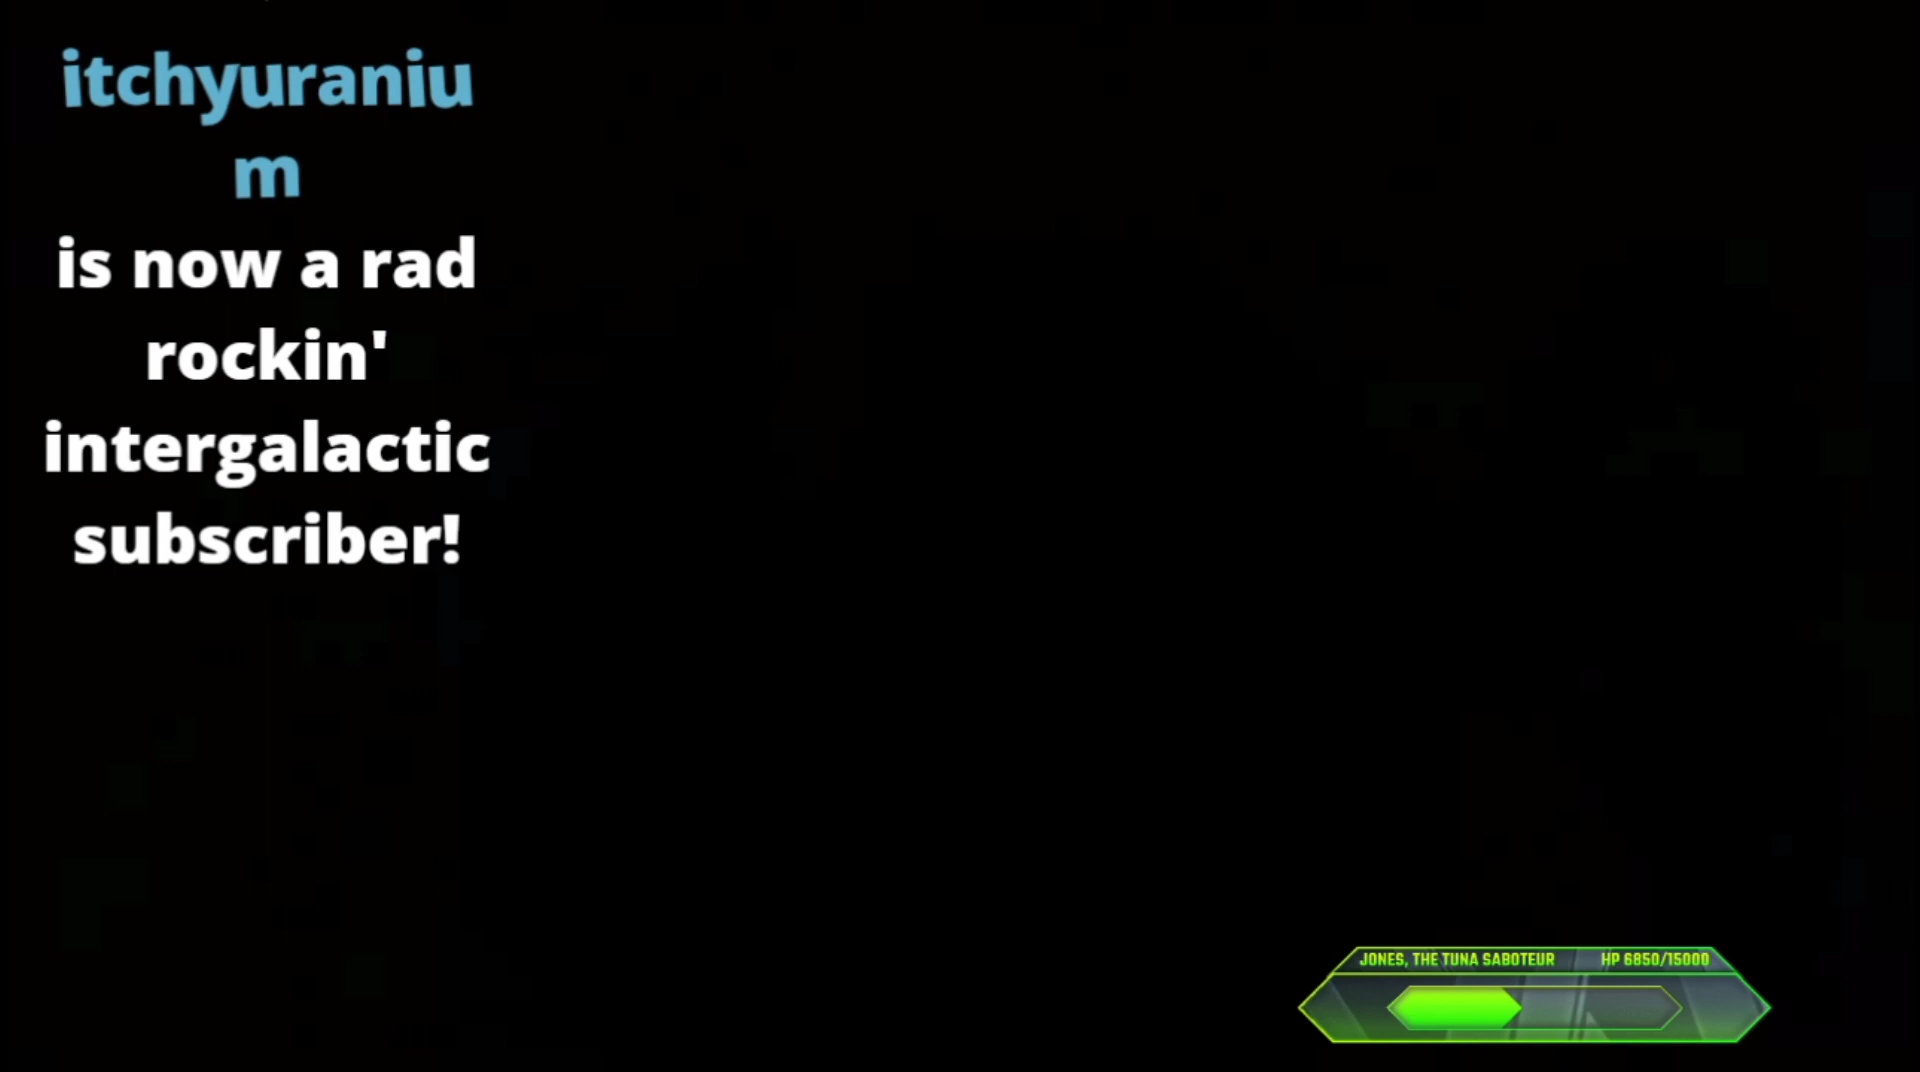 itchyuraniu
m
is now a rad
rockin'
intergalactic
subscriber!
JONES, THE TUNA SABOTEUR HP 6850/15000